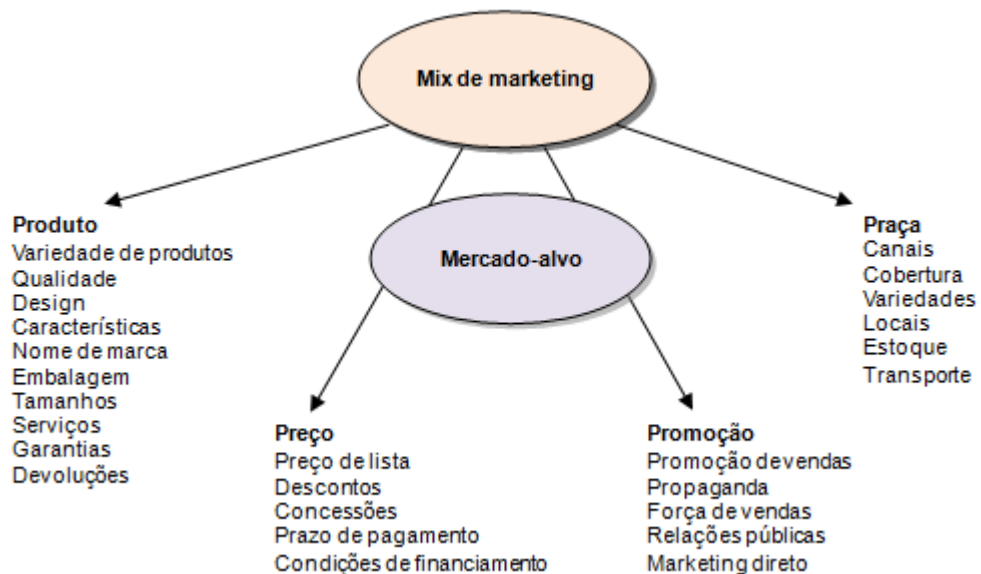 Mix de marketing
Mercado-alvo
Produto
Variedade de produtos
Qualidade
Design
Características
Nome de marca
Embalagem
Tamanhos
Serviços
Garantias
Devoluções
Preço
Preço de lista
Descontos
Concessões
Prazo de pagamento
Condições de financiamento
Promoção
Promoção de vendas
Propaganda
Força de vendas
Relações públicas
Marketing direto
Praça
Canais
Cobertura
Variedades
Locais
Estoque
Transporte